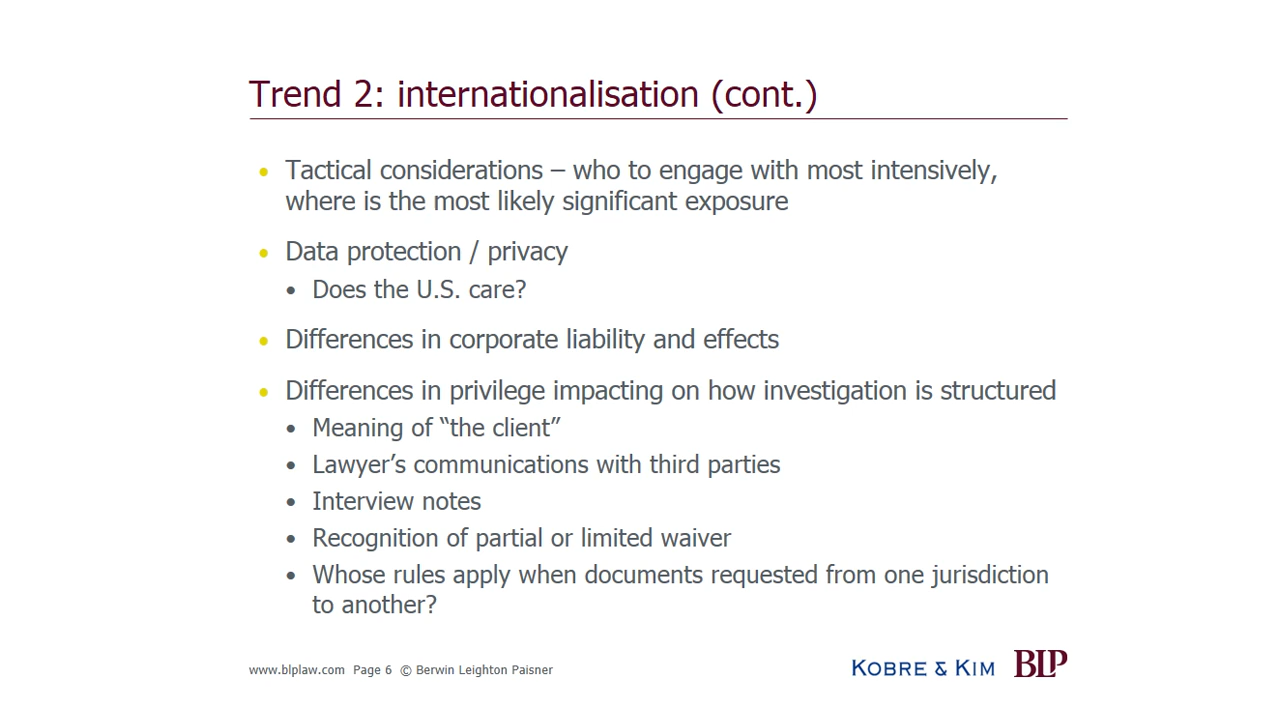 Trend 2: internationalisation (cont.)
• Tactical considerations – who to engage with most intensively,
where is the most likely significant exposure
• Data protection / privacy
• Does the U.S. care?
• Differences in corporate liability and effects
• Differences in privilege impacting on how investigation is structured
• Meaning of “the client”
• Lawyer’s communications with third parties
• Interview notes
• Recognition of partial or limited waiver
• Whose rules apply when documents requested from one jurisdiction
to another?
www.blplaw.com Page 6 © Berwin Leighton Paisner
KOBRE & KIM BLP